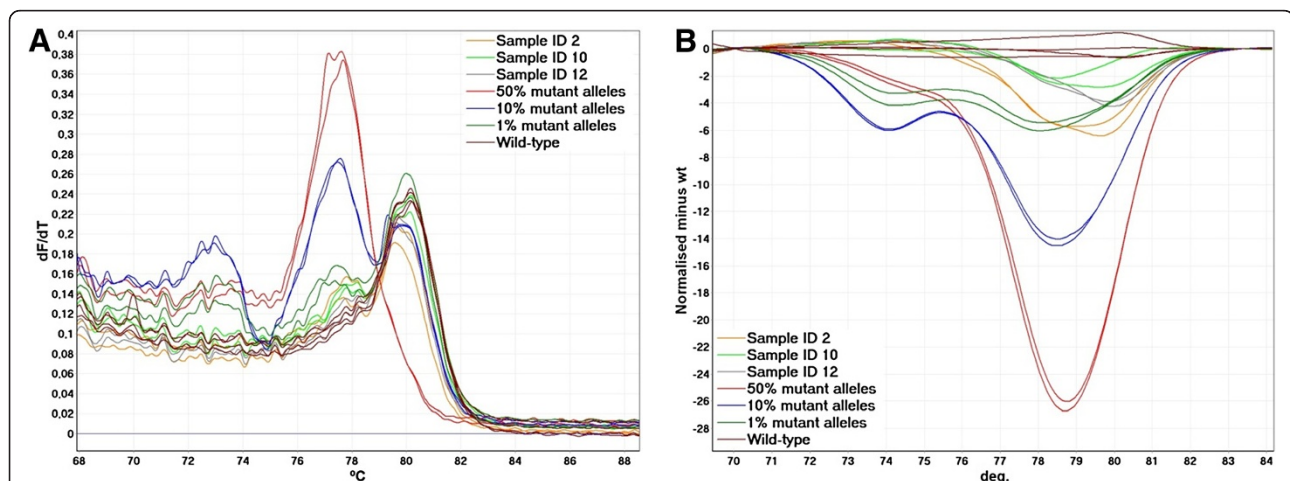 A
0,4
0,38
0,36
0,34
0,32
0,3
0,28
0,26
0,24
0,22
0,2
0,18
0,16
0,14
0,12
0,1
0,08
0,06
0,04
0,02
0
dF/dT
Sample ID 2
Sample ID 10
Sample ID 12
50% mutant alleles
10% mutant alleles
1% mutant alleles
Wild-type
68 70 72 74 76 78 80 82 84 86 88
ºC
B
0
-2
-4
-6
-8
-10
-12
-14
-16
-18
-20
-22
-24
-26
-28
Normalised minus wt
Sample ID 2
Sample ID 10
Sample ID 12
50% mutant alleles
10% mutant alleles
1% mutant alleles
Wild-type
70 71 72 73 74 75 76 77 78 79 80 81 82 83 84
deg.